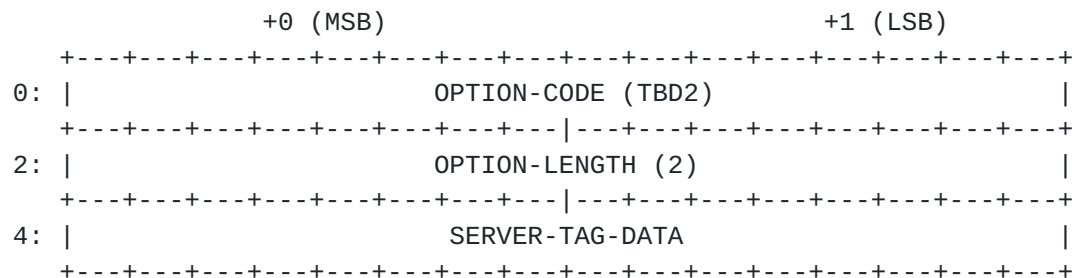 +0 (MSB)                            +1 (LSB)
   +---+---+---+---+---+---+---+---+---+---+---+---+---+---+---+---+
0: |                       OPTION-CODE (TBD2)                      |
   +---+---+---+---+---+---+---+---|---+---+---+---+---+---+---+---+
2: |                       OPTION-LENGTH (2)                       |
   +---+---+---+---+---+---+---+---|---+---+---+---+---+---+---+---+
4: |                        SERVER-TAG-DATA                        |
   +---+---+---+---+---+---+---+---+---+---+---+---+---+---+---+---+